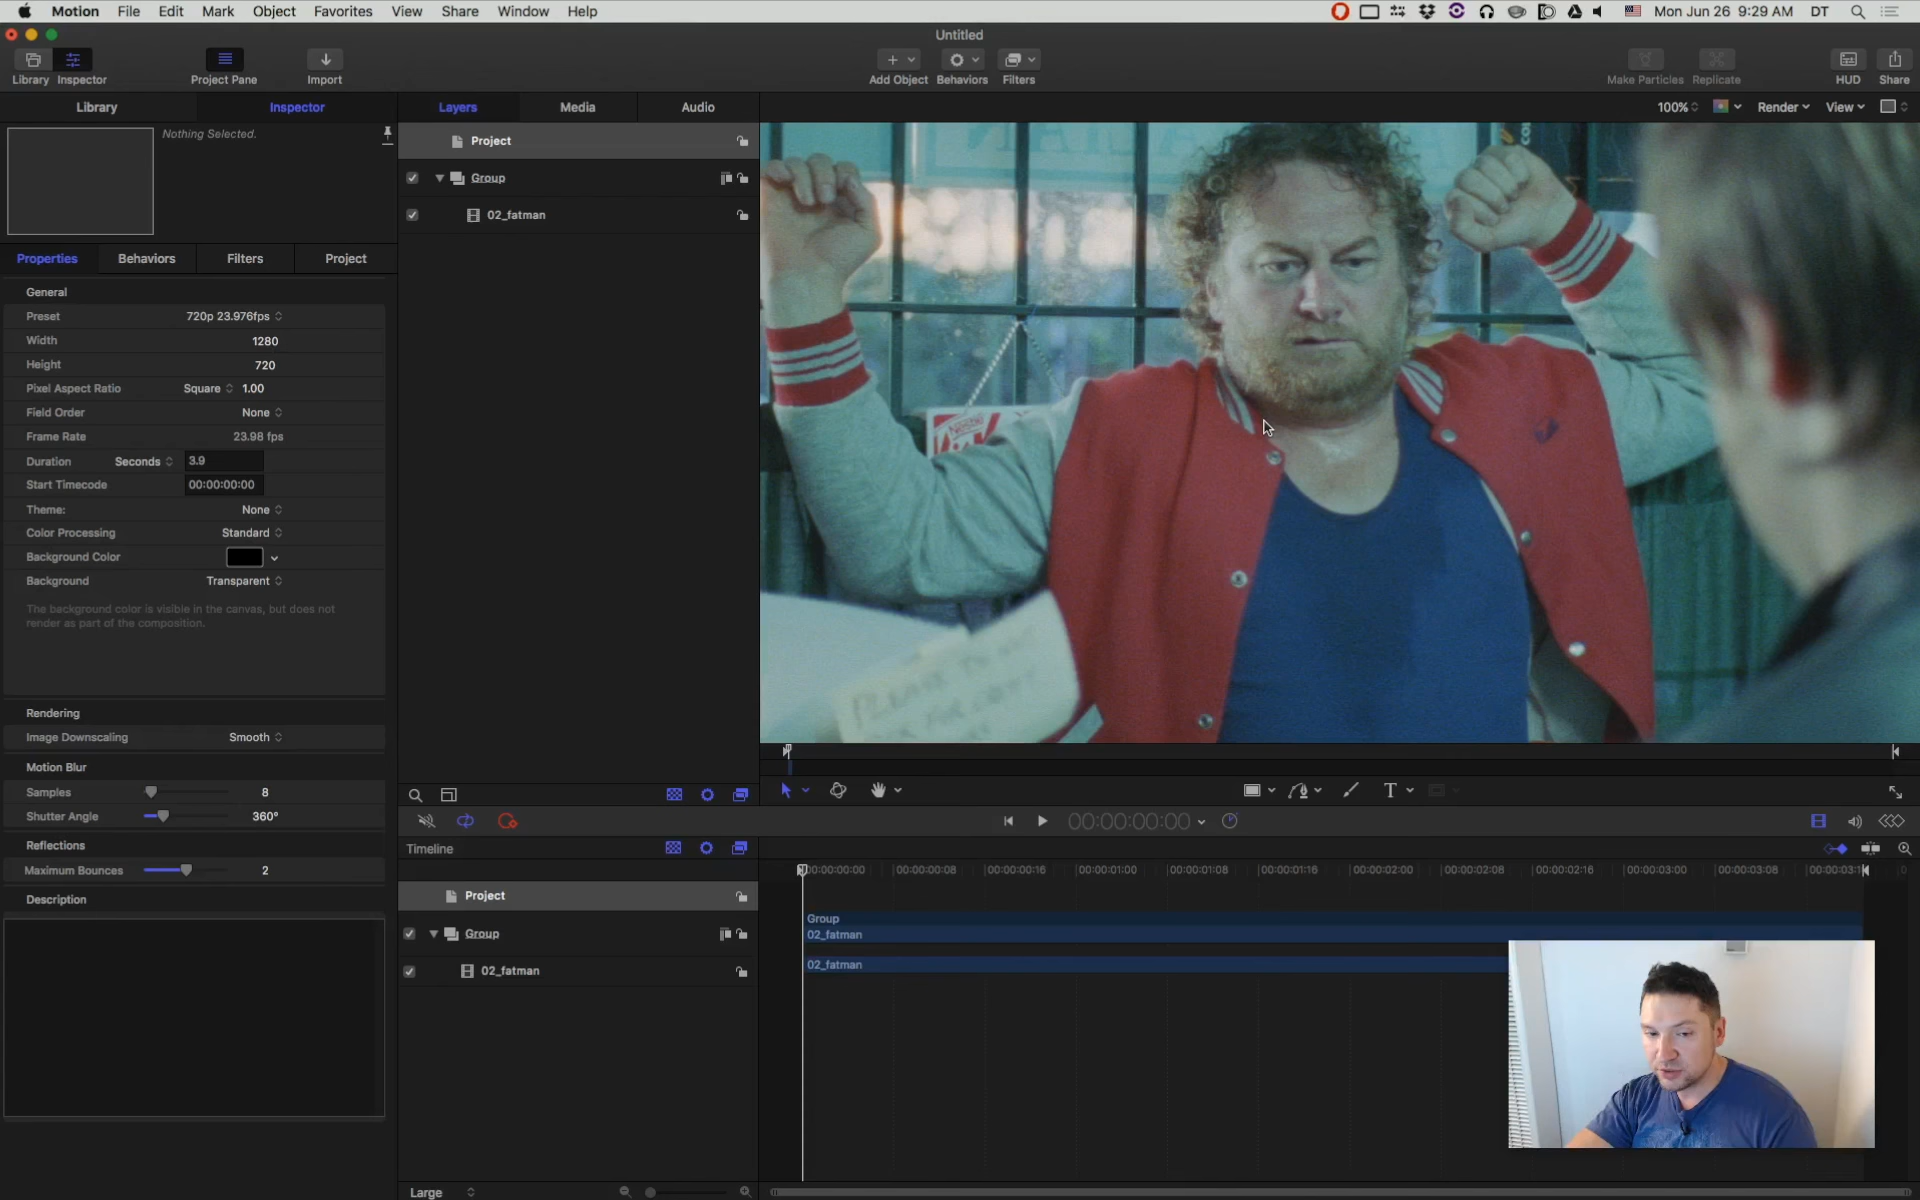 Motion File Edit Mark Object Favorites View Share Window Help
Mon Jun 26 9:29 AM DT
Untitled
Library Inspector Project Pane Import Add Object Behaviors Filters Make Particles Replicate HUD Share
Library Inspector Layers Media Audio 100% Render View
Nothing Selected.
Project
Group
02_fatman
Properties Behaviors Filters Project
General
Preset 720p 23.976fps
Width 1280
Height 720
Pixel Aspect Ratio Square 1.00
Field Order None
Frame Rate 23.98 fps
Duration Seconds 3.9
Start Timecode 00:00:00:00
Theme: None
Color Processing Standard
Background Color
Background Transparent
The background color is visible in the canvas, but does not
render as part of the composition.
Rendering
Image Downscaling Smooth
Motion Blur
Samples 8
Shutter Angle 360°
Reflections
Maximum Bounces 2
Description
00:00:00:00
Timeline
00:00:00:00 00:00:00:08 00:00:00:16 00:00:01:00 00:00:01:08 00:00:01:16 00:00:02:00 00:00:02:08 00:00:02:16 00:00:03:00 00:00:03:08
Project
Group
02_fatman
Group
02_fatman
02_fatman
Large